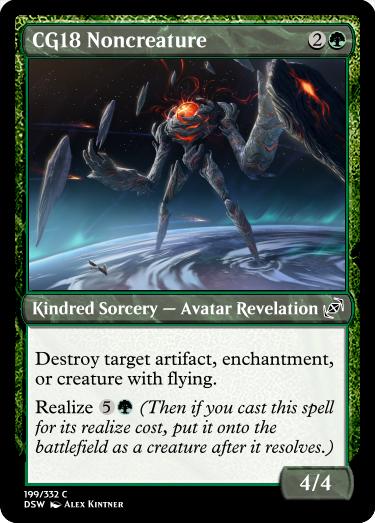 CG18 Noncreature 2
Kindred Sorcery — Avatar Revelation
Destroy target artifact, enchantment,
or creature with flying.
Realize 5 (Then if you cast this spell
for its realize cost, put it onto the
battlefield as a creature after it resolves.)
4/4
199/332 C
DSW Alex Kintner